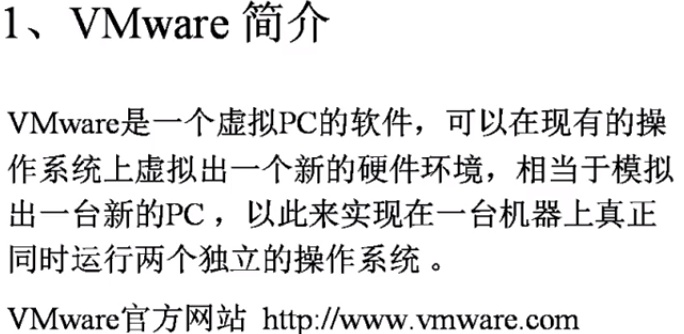 1、VMware 简介
VMware是一个虚拟PC的软件，可以在现有的操
作系统上虚拟出一个新的硬件环境，相当于模拟
出一台新的PC ，以此来实现在一台机器上真正
同时运行两个独立的操作系统 。
VMware官方网站 http://www.vmware.com